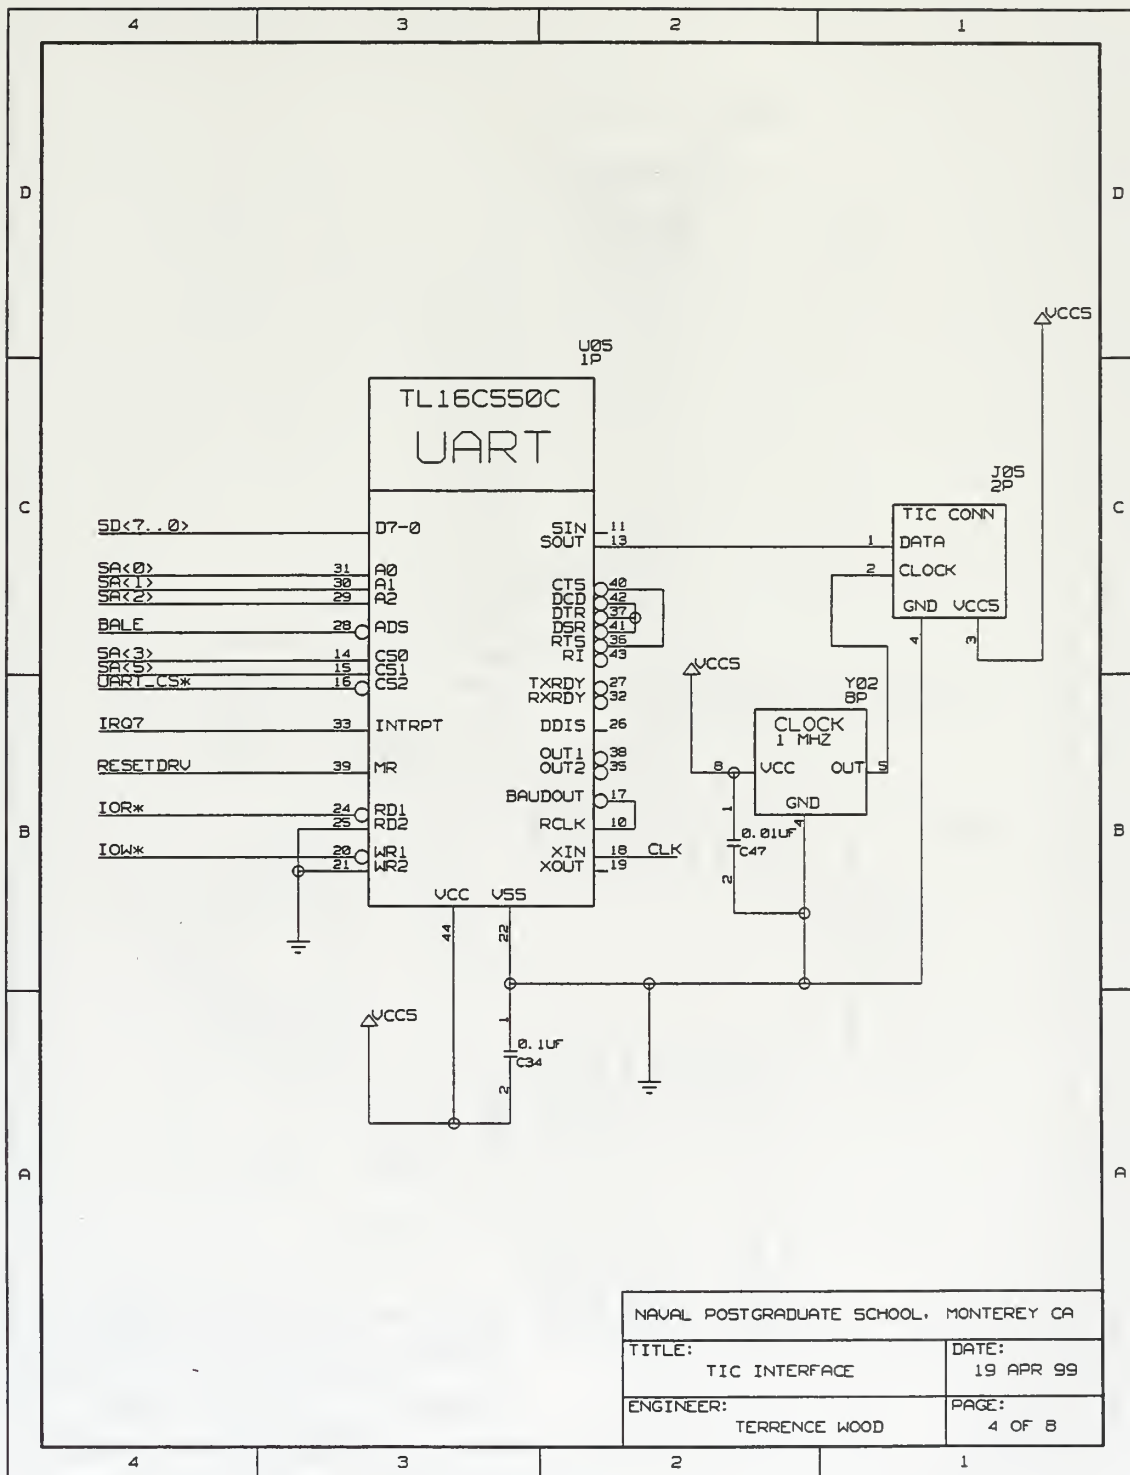 4 3 2 1
D D
VCC5
U05
1P
TL16C550C
UART
J05
2P
C C
TIC CONN
SD<7..0> D7-0 SIN 11
SOUT 13 1 DATA
SA<0> 31 A0 2 CLOCK
SA<1> 30 A1 CTS 40
SA<2> 29 A2 DCD 42
DTR 37 GND VCC5
BALE 28 ADS DSR 41 4 3
RTS 36
SA<3> 14 CS0 RI 43
SA<5> 15 CS1 VCC5
UART_CS* 16 CS2 TXRDY 27 Y02
RXRDY 32 8P
IRQ7 33 INTRPT DDIS 26 CLOCK
1 MHZ
OUT1 38
RESETDRV 39 MR OUT2 35 8 VCC OUT 5
BAUDOUT 17
IOR* 24 RD1 1 GND
25 RD2 RCLK 10 4
B B
0.01UF
IOW* 20 WR1 XIN 18 CLK C47
21 WR2 XOUT 19
2
VCC VSS
44 22
VCC5
1
0.1UF
C34
2
A A
NAVAL POSTGRADUATE SCHOOL, MONTEREY CA
TITLE: DATE:
TIC INTERFACE 19 APR 99
ENGINEER: PAGE:
TERRENCE WOOD 4 OF 8
4 3 2 1